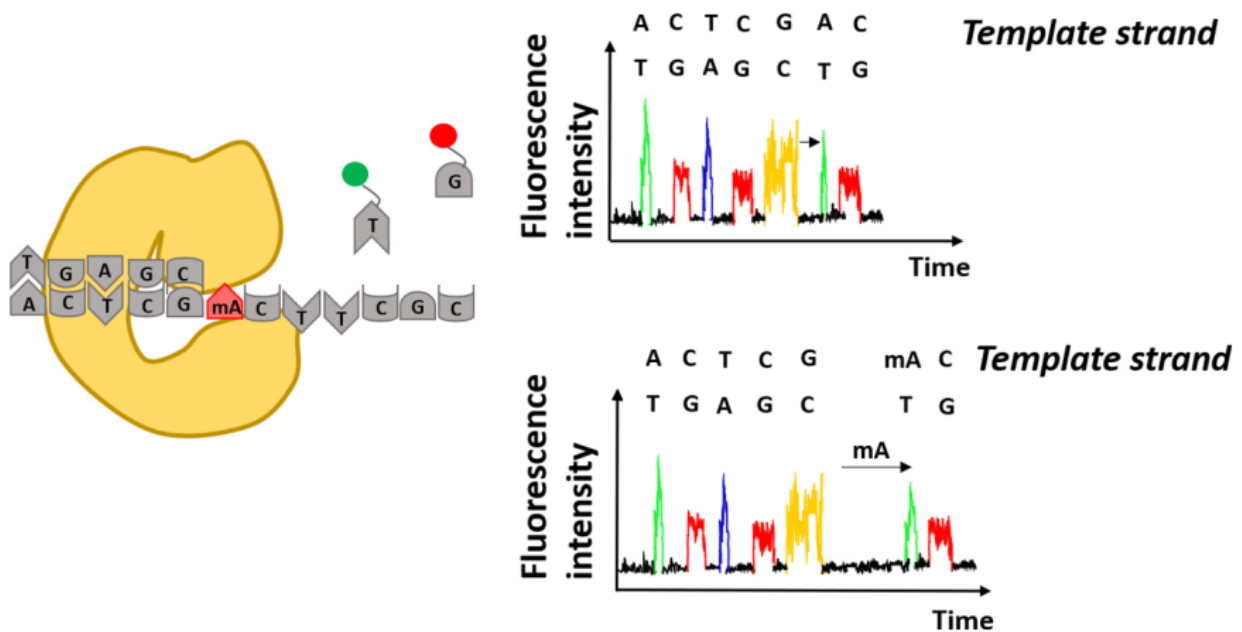 G
T
T G A G C
A C T C G mA C T T C G C
A C T C G A C
Template strand
T G A G C T G
Fluorescence
intensity
Time
A C T C G mA C
Template strand
T G A G C T G
mA
Fluorescence
intensity
Time